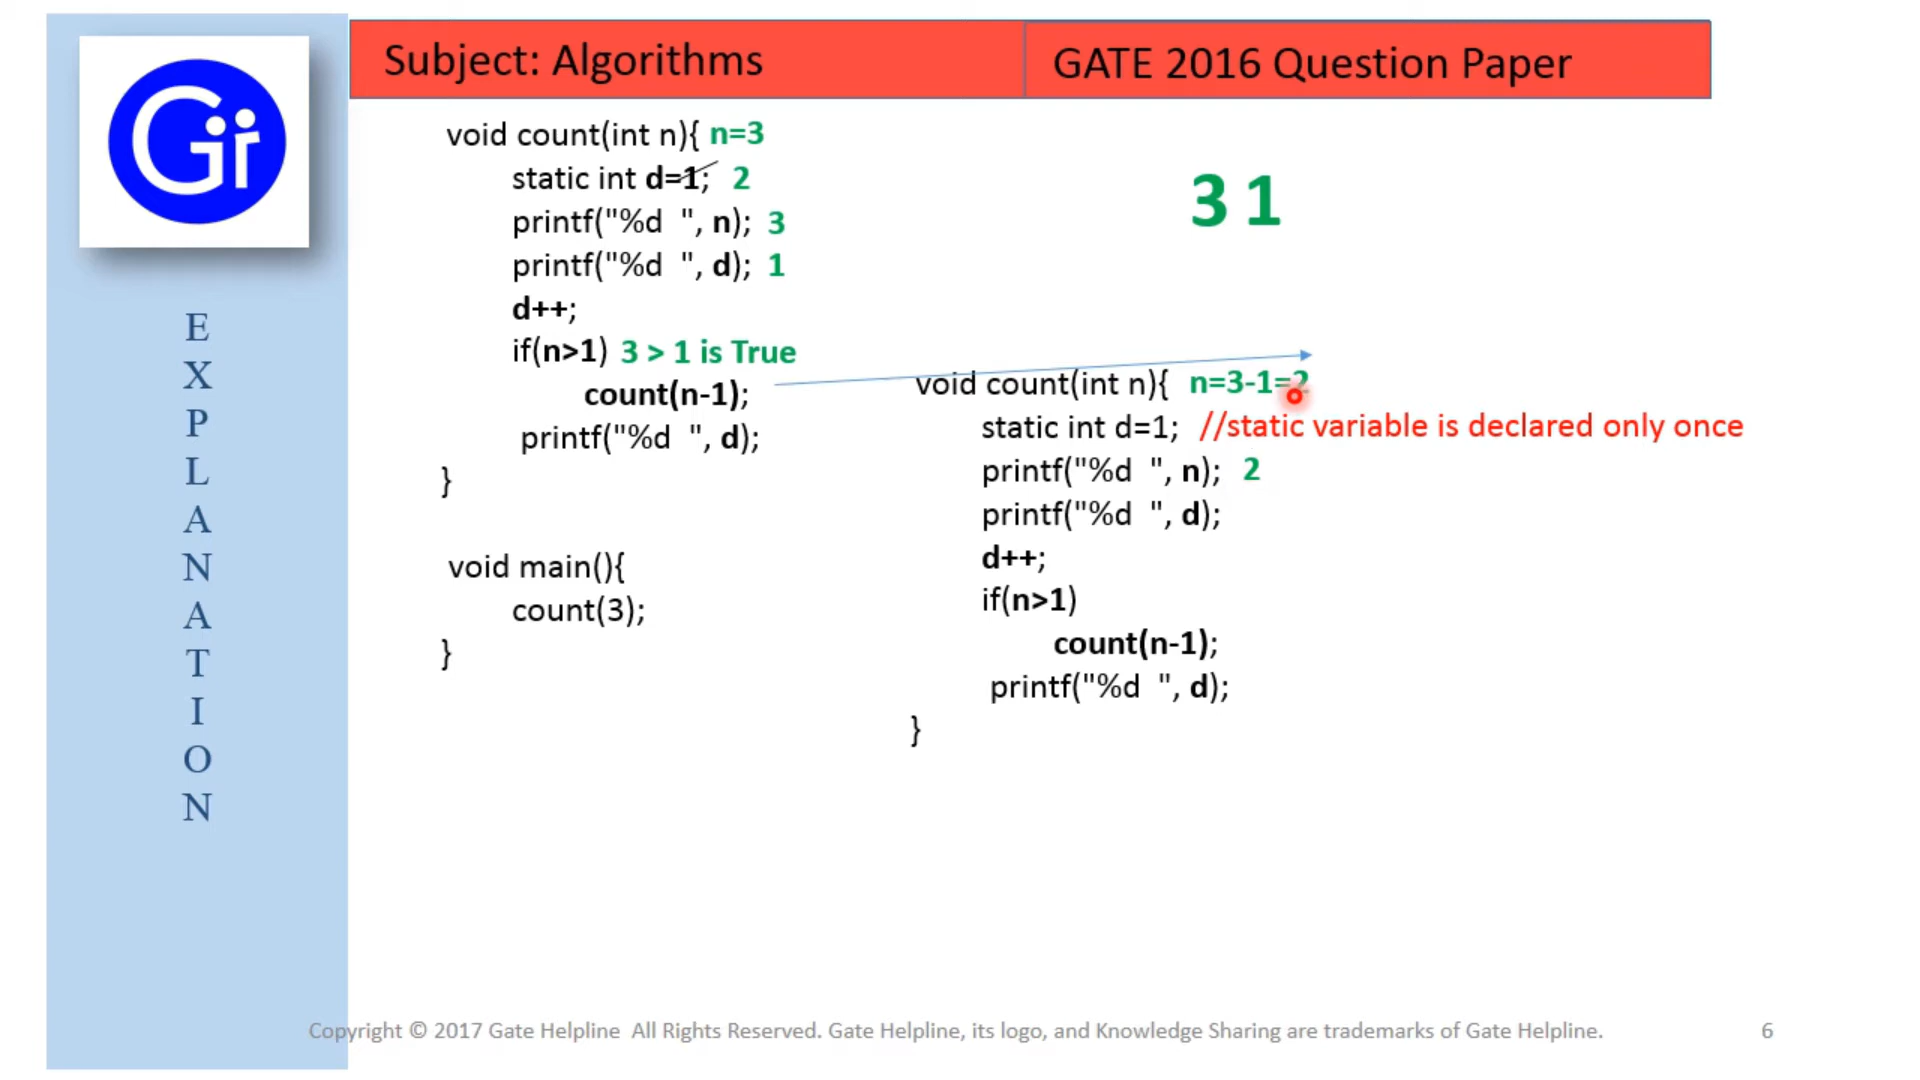 Subject: Algorithms
GATE 2016 Question Paper
Gi
EXPLANATION
void count(int n){ n=3
static int d=1; 2
printf("%d ", n); 3
printf("%d ", d); 1
d++;
if(n>1) 3 > 1 is True
count(n-1);
printf("%d ", d);
}
void main(){
count(3);
}
3 1
void count(int n){ n=3-1=2
static int d=1; //static variable is declared only once
printf("%d ", n); 2
printf("%d ", d);
d++;
if(n>1)
count(n-1);
printf("%d ", d);
}
Copyright © 2017 Gate Helpline All Rights Reserved. Gate Helpline, its logo, and Knowledge Sharing are trademarks of Gate Helpline.
6